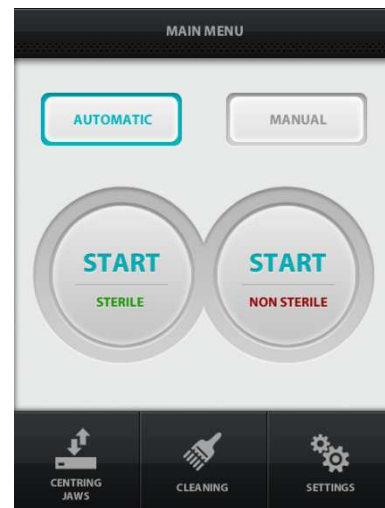 MAIN MENU
AUTOMATIC
MANUAL
START
STERILE
START
NON STERILE
CENTRING
JAWS
CLEANING
SETTINGS